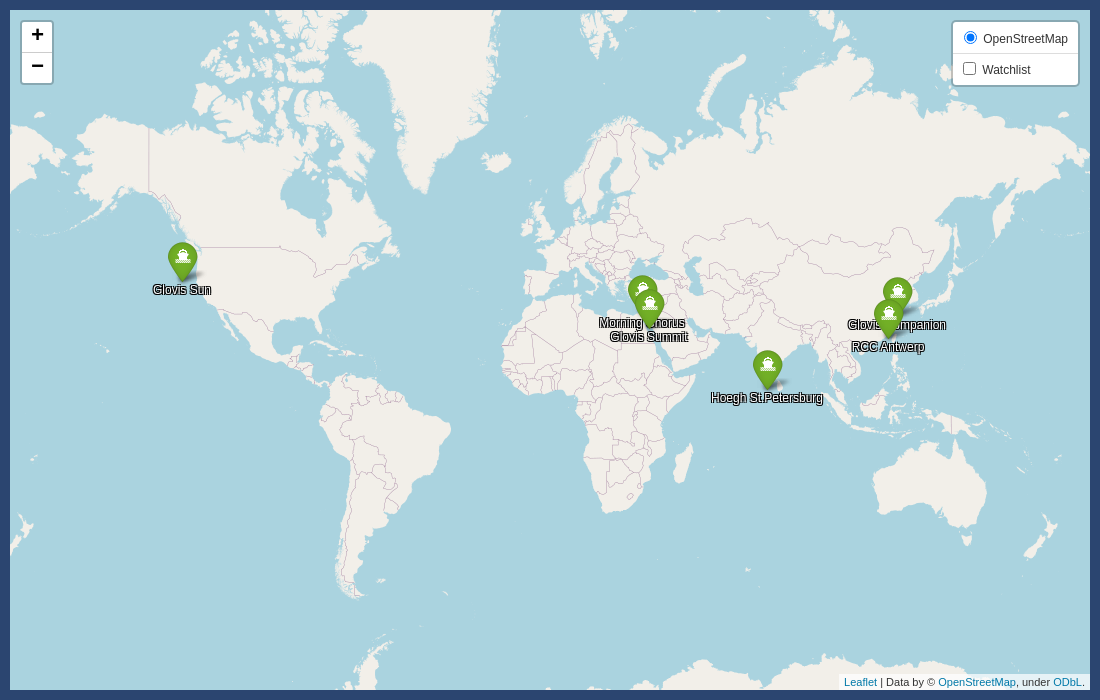 +
−
OpenStreetMap
Watchlist
Glovis Sun
Morning Chorus
Glovis Summit
Glovis Companion
RCC Antwerp
Hoegh St.Petersburg
Leaflet | Data by © OpenStreetMap, under ODbL.